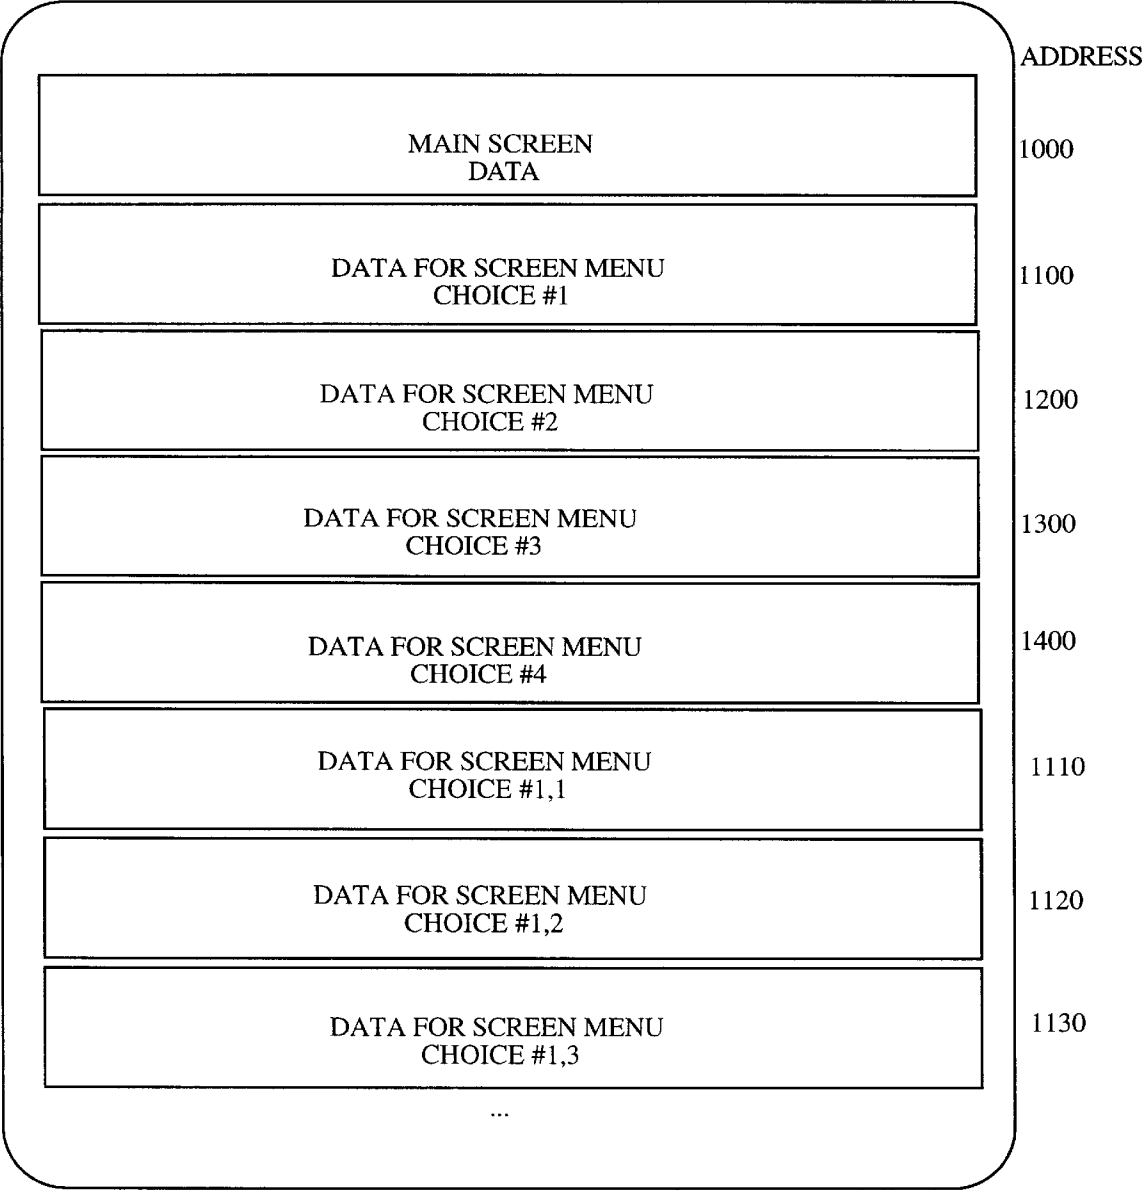 ADDRESS
MAIN SCREEN
DATA
1000
DATA FOR SCREEN MENU
CHOICE #1
1100
DATA FOR SCREEN MENU
CHOICE #2
1200
DATA FOR SCREEN MENU
CHOICE #3
1300
DATA FOR SCREEN MENU
CHOICE #4
1400
DATA FOR SCREEN MENU
CHOICE #1,1
1110
DATA FOR SCREEN MENU
CHOICE #1,2
1120
DATA FOR SCREEN MENU
CHOICE #1,3
1130
...